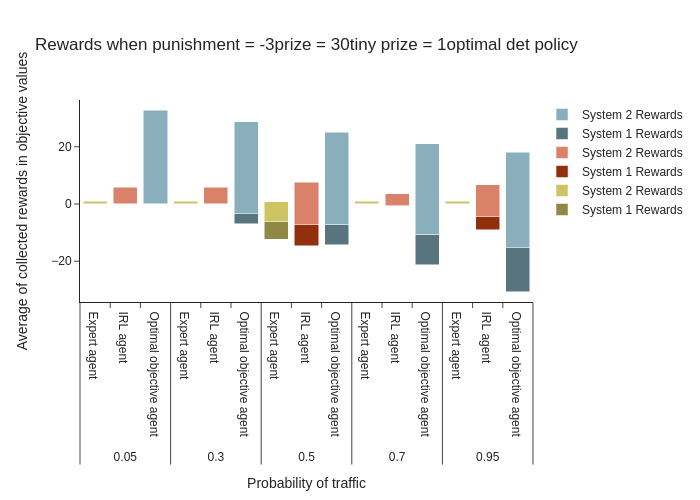 Rewards when punishment = -3prize = 30tiny prize = 1optimal det policy
Average of collected rewards in objective values
20
0
−20
System 2 Rewards
System 1 Rewards
System 2 Rewards
System 1 Rewards
System 2 Rewards
System 1 Rewards
Expert agent
IRL agent
Optimal objective agent
Expert agent
IRL agent
Optimal objective agent
Expert agent
IRL agent
Optimal objective agent
Expert agent
IRL agent
Optimal objective agent
Expert agent
IRL agent
Optimal objective agent
0.05
0.3
0.5
0.7
0.95
Probability of traffic